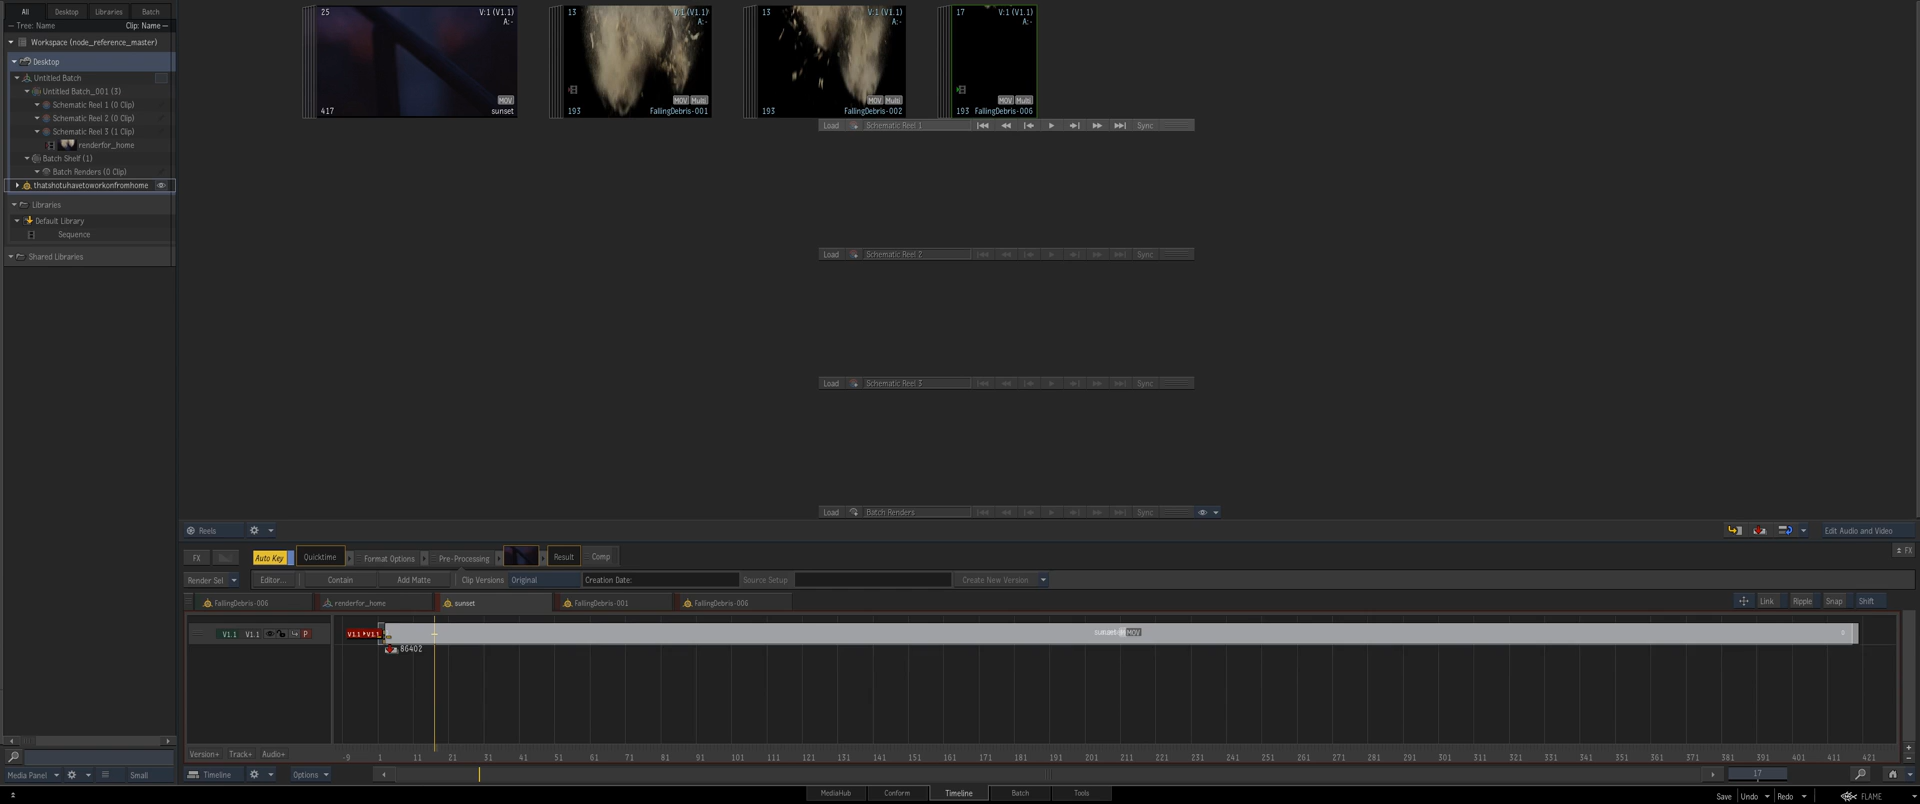 All Desktop Libraries Batch
Tree: Name Clip: Name
Workspace (node_reference_master)
Desktop
Untitled Batch
Untitled Batch_001 (3)
Schematic Reel 1 (0 Clip)
Schematic Reel 2 (0 Clip)
Schematic Reel 3 (1 Clip)
renderfor_home
Batch Shelf (1)
Batch Renders (0 Clip)
thatshotuhavetoworkonfromhome
Libraries
Default Library
Sequence
Shared Libraries
25 V:1 (V1.1)
A:-
MOV
417 sunset
13 V:1 (V1.1)
A:-
MOV Multi
193 FallingDebris-001
13 V:1 (V1.1)
A:-
MOV Multi
193 FallingDebris-002
17 V:1 (V1.1)
A:-
MOV Multi
193 FallingDebris-006
Load Schematic Reel 1 Sync
Load Schematic Reel 2 Sync
Load Schematic Reel 3 Sync
Load Batch Renders Sync
Reels Edit Audio and Video
FX Auto Key Quicktime Format Options Pre-Processing Result Comp FX
Render Sel Editor... Contain Add Matte Clip Versions Original Creation Date: Source Setup Create New Version
FallingDebris-006 renderfor_home sunset FallingDebris-001 FallingDebris-006 Link Ripple Snap Shift
V1.1 V1.1 P V1.1 V1.1 MOV
86402
Version+ Track+ Audio+ -9 1 11 21 31 41 51 61 71 81 91 101 111 121 131 141 151 161 171 181 191 201 211 221 231 241 251 261 271 281 291 301 311 321 331 341 351 361 371 381 391 401 411 421
Media Panel Small Timeline Options 17
MediaHub Conform Timeline Batch Tools Save Undo Redo FLAME